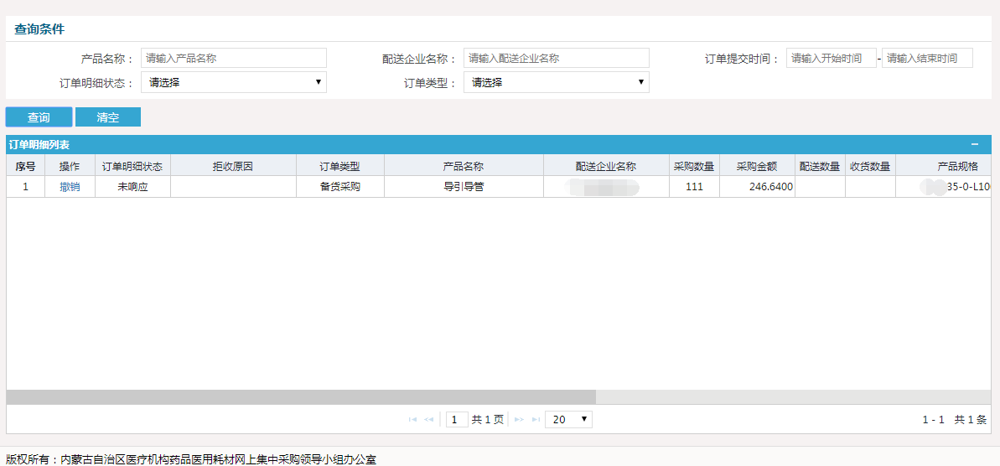 查询条件
产品名称： 请输入产品名称 配送企业名称： 请输入配送企业名称 订单提交时间： 请输入开始时间 - 请输入结束时间
订单明细状态： 请选择 订单类型： 请选择
查询 清空
订单明细列表
序号 操作 订单明细状态 拒收原因 订单类型 产品名称 配送企业名称 采购数量 采购金额 配送数量 收货数量 产品规格
1 撤销 未响应 备货采购 导引导管 111 246.6400 35-0-L10
1 共 1 页 20 1 - 1 共 1 条
版权所有：内蒙古自治区医疗机构药品医用耗材网上集中采购领导小组办公室